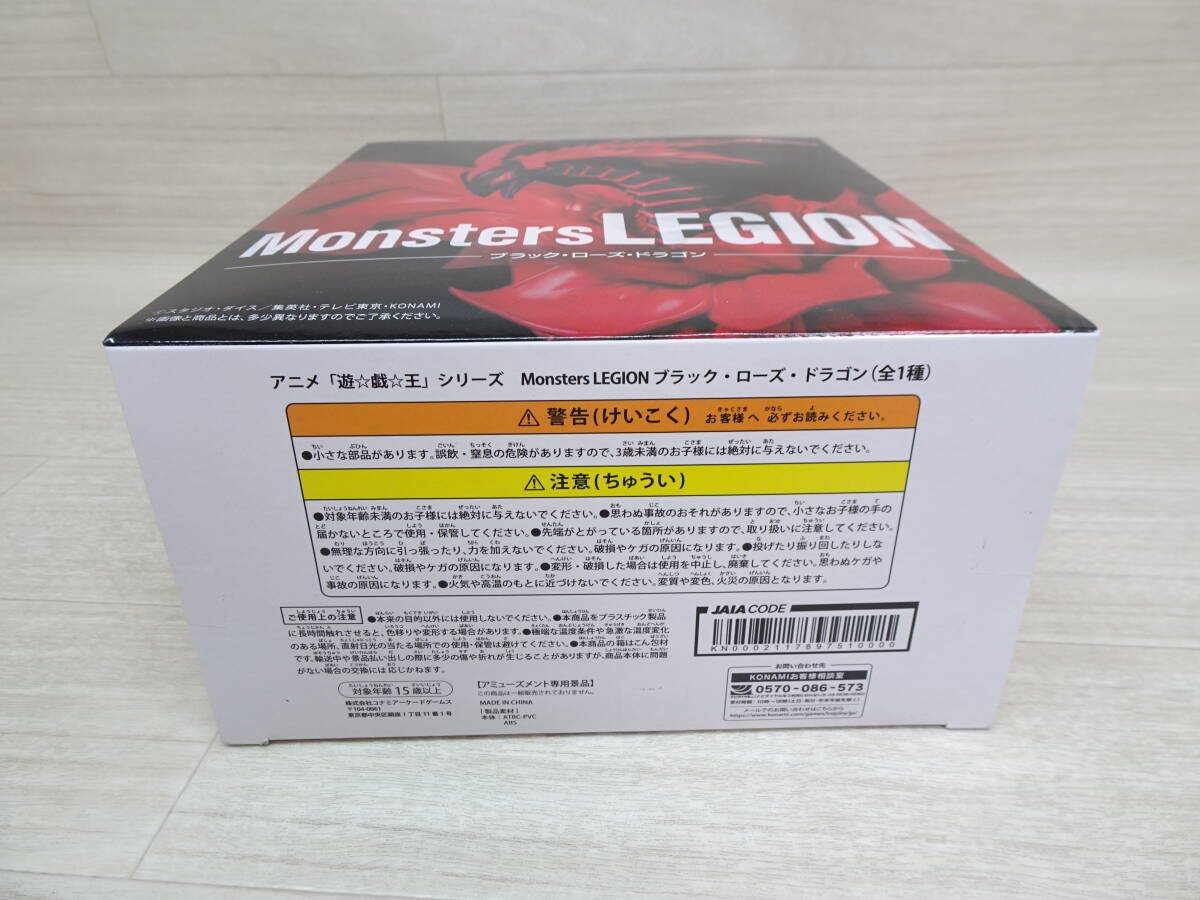 Monsters LEGION
ブラック・ローズ・ドラゴン
©スタジオ・ダイス／集英社・テレビ東京・KONAMI
※画像と商品とは、多少異なりますのでご了承ください。
アニメ「遊☆戯☆王」シリーズ　Monsters LEGION ブラック・ローズ・ドラゴン（全1種）
⚠ 警告(けいこく) お客様へ 必ずお読みください。
●小さな部品があります。誤飲・窒息の危険がありますので、3歳未満のお子様には絶対に与えないでください。
⚠ 注意(ちゅうい)
●対象年齢未満のお子様には絶対に与えないでください。●思わぬ事故のおそれがありますので、小さなお子様の手の
届かないところで使用・保管してください。●先端がとがっている箇所がありますので、取り扱いに注意してください。
●無理な方向に引っ張ったり、力を加えないでください。破損やケガの原因になります。●投げたり振り回したりしな
いでください。破損やケガの原因になります。●変形・破損した場合は使用を中止し、廃棄してください。思わぬケガや
事故の原因になります。●火気や高温のもとに近づけないでください。変質や変色、火災の原因となります。
ご使用上の注意 ●本来の目的以外には使用しないでください。●本商品をプラスチック製品
に長時間触れさせると、色移りや変形する場合があります。●極端な温度条件や急激な温度変化
のある場所、直射日光の当たる場所での使用・保管は避けてください。●本商品の箱はこん包材
です。輸送中や景品払い出しの際に多少の傷や折れが生じることがありますが、商品本体に問題
がない場合の交換には応じかねます。
JAIA CODE
KN00021178975100000
対象年齢 15歳以上
株式会社コナミアーケードゲームス
〒104-0061
東京都中央区銀座1丁目11番1号
【アミューズメント専用景品】
この商品は一般販売されておりません。
MADE IN CHINA
【製品素材】
本体：ATBC-PVC
ABS
お問い合わせ先
KONAMIお客様相談室
0570-086-573
メールでのお問い合わせはこちらから
https://www.konami.com/games/inquiry/jp/